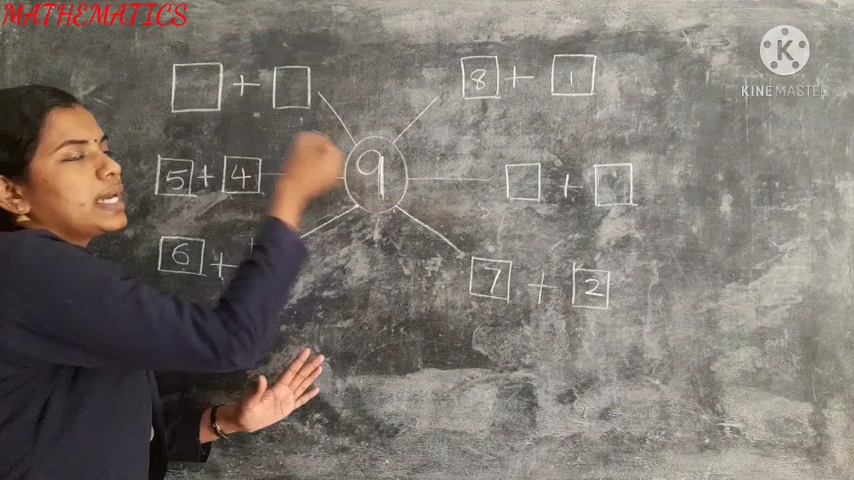 MATHEMATICS
KINEMASTER
K
+
8 + 1
5 + 4
9
+
6 +
7 + 2